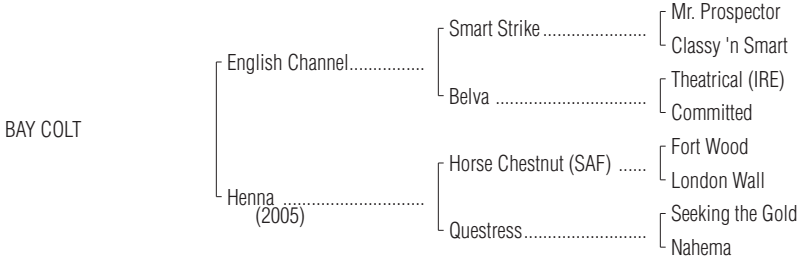 Mr. Prospector
Smart Strike......................
Classy 'n Smart
English Channel................
Theatrical (IRE)
Belva ................................
Committed
BAY COLT
Fort Wood
Horse Chestnut (SAF) ......
London Wall
Henna ..............................
(2005)
Seeking the Gold
Questress..........................
Nahema